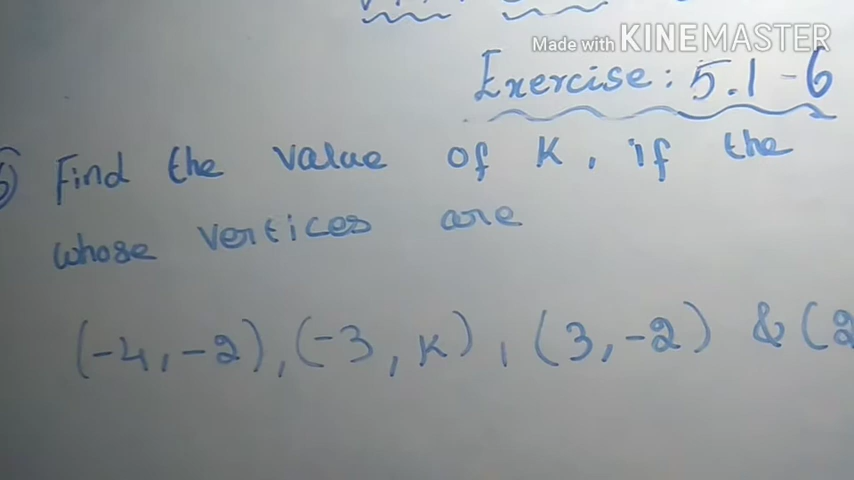 Made with KINEMASTER
Exercise: 5.1-6
Find the value of K, if the
whose vertices are
(-4,-2), (-3, K), (3,-2) & (2